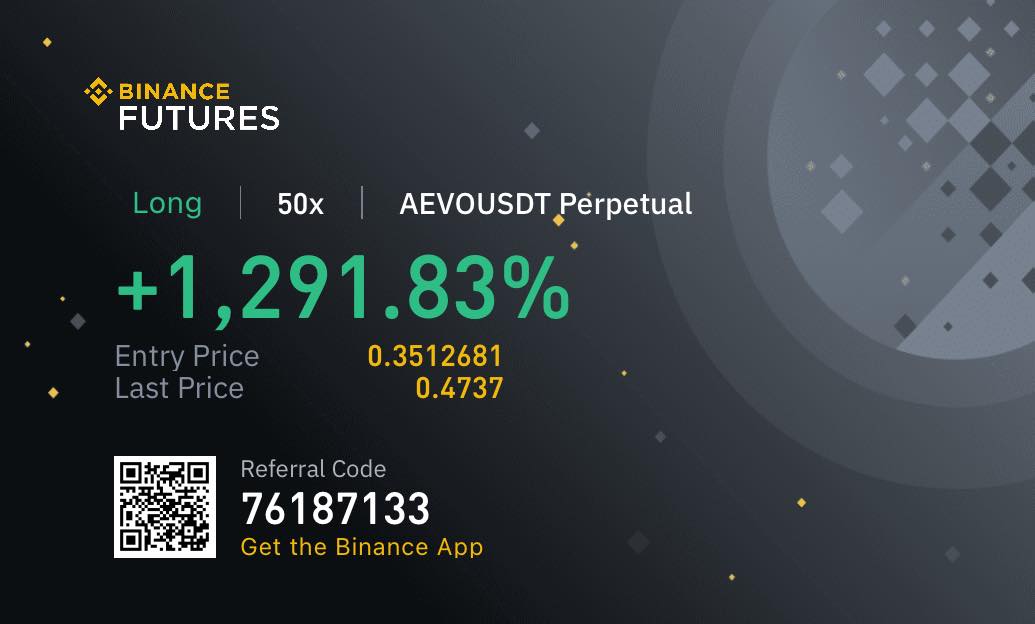 BINANCE
FUTURES
Long | 50x | AEVOUSDT Perpetual
+1,291.83%
Entry Price 0.3512681
Last Price 0.4737
Referral Code
76187133
Get the Binance App